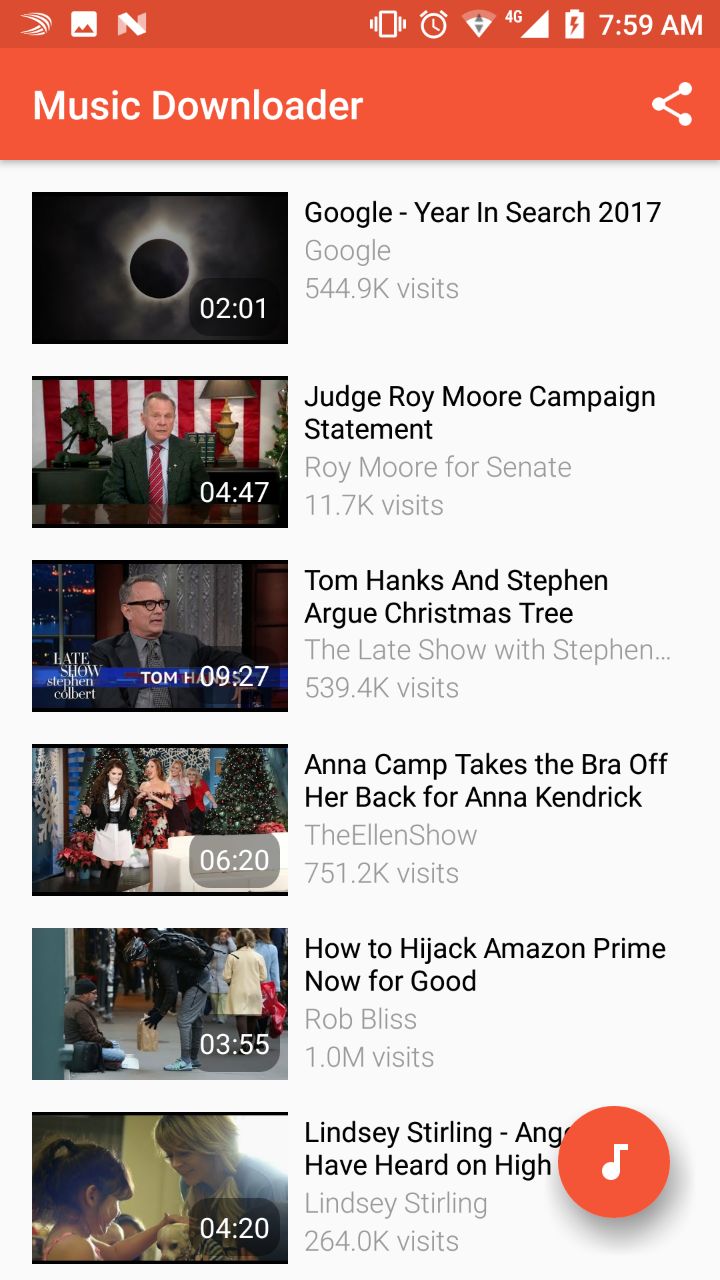 4G
7:59 AM
Music Downloader
02:01
Google - Year In Search 2017
Google
544.9K visits
04:47
Judge Roy Moore Campaign
Statement
Roy Moore for Senate
11.7K visits
LATE
SHOW
stephen
colbert
TOM HANKS
09:27
Tom Hanks And Stephen
Argue Christmas Tree
The Late Show with Stephen...
539.4K visits
06:20
Anna Camp Takes the Bra Off
Her Back for Anna Kendrick
TheEllenShow
751.2K visits
03:55
How to Hijack Amazon Prime
Now for Good
Rob Bliss
1.0M visits
04:20
Lindsey Stirling - Ang
Have Heard on High
Lindsey Stirling
264.0K visits